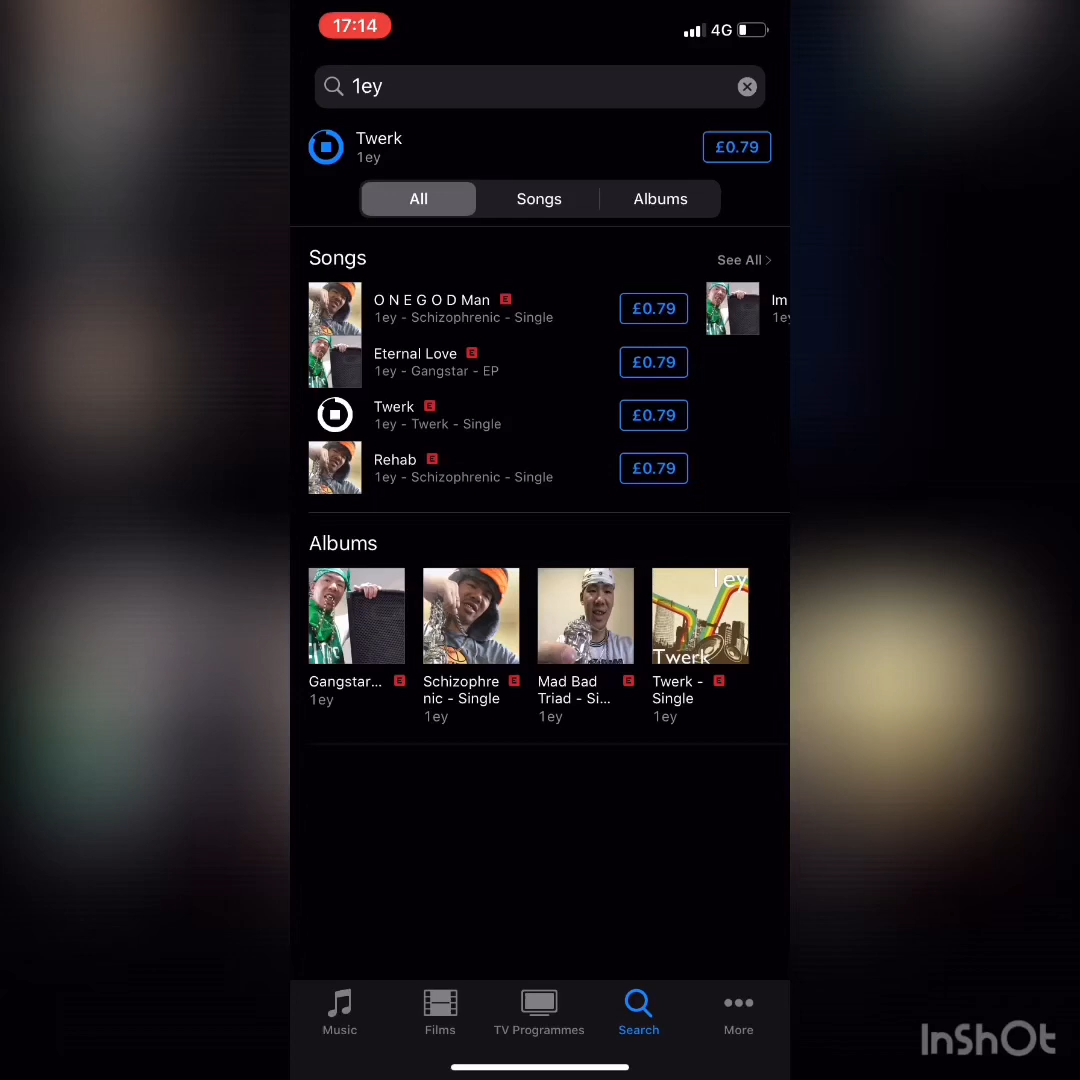 17:14
4G
1ey
Twerk
1ey
£0.79
All
Songs
Albums
Songs
See All
O N E G O D Man E
1ey - Schizophrenic - Single
£0.79
Im
1ey
Eternal Love E
1ey - Gangstar - EP
£0.79
Twerk E
1ey - Twerk - Single
£0.79
Rehab E
1ey - Schizophrenic - Single
£0.79
Albums
1ey
Twerk
Gangstar... E
1ey
Schizophre E
nic - Single
1ey
Mad Bad E
Triad - Si...
1ey
Twerk - E
Single
1ey
Music
Films
TV Programmes
Search
More
InShOt